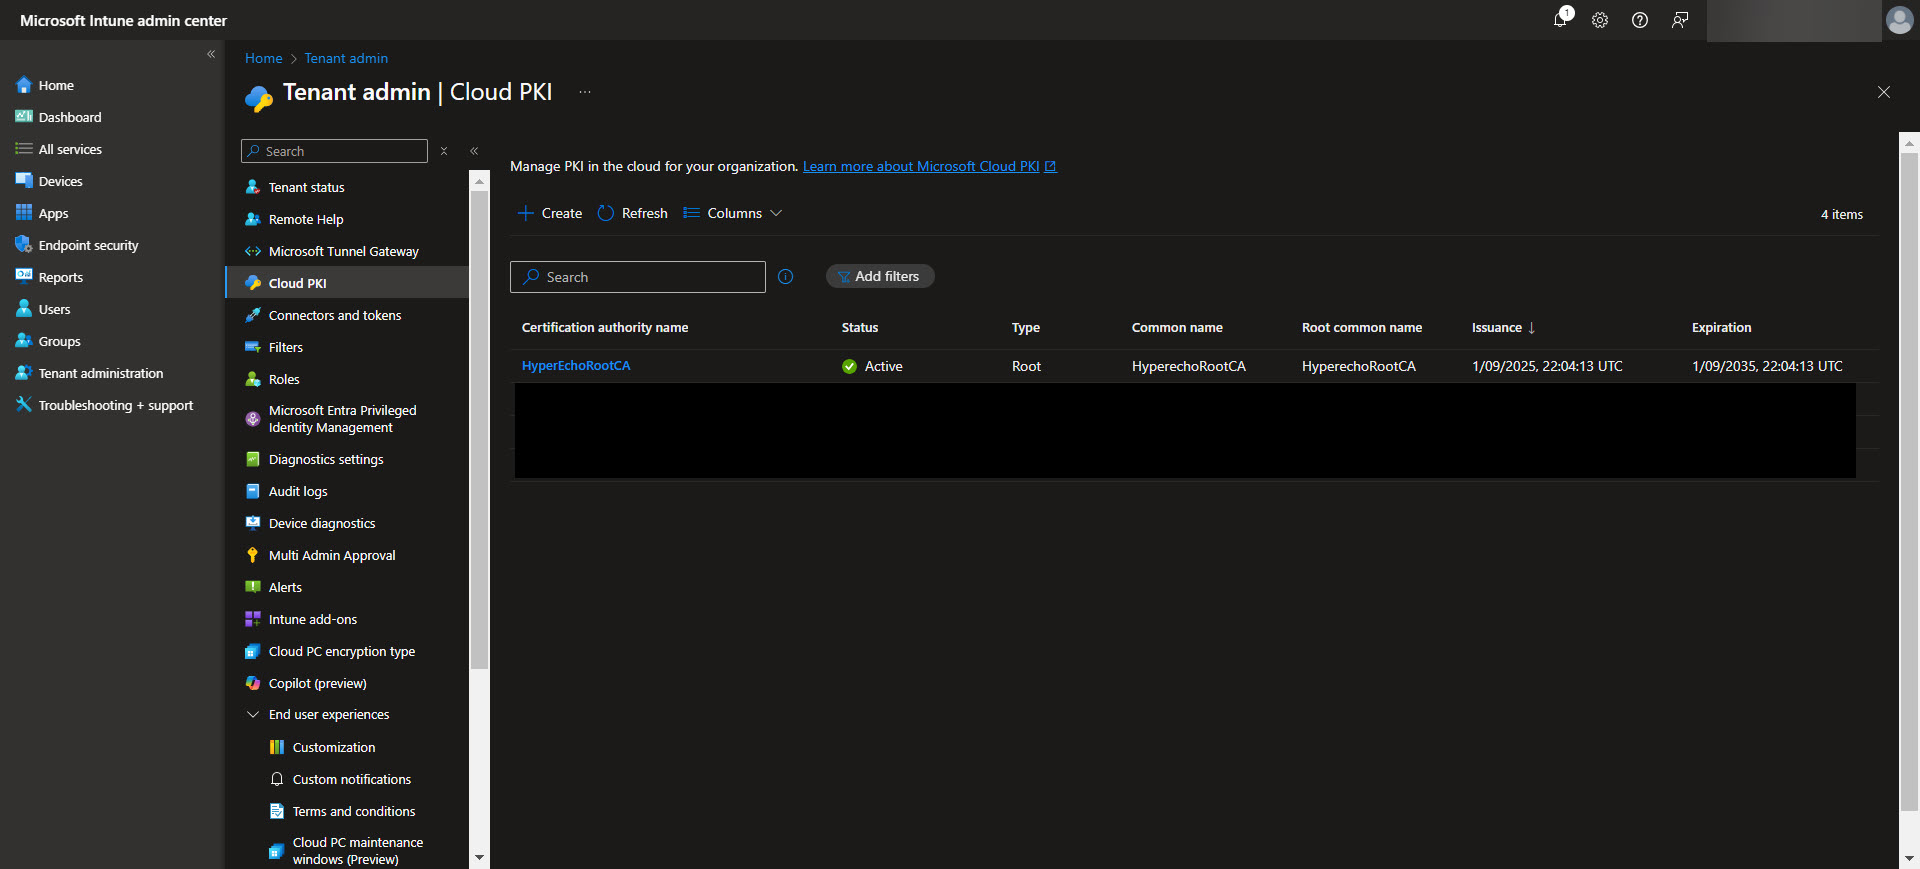 Microsoft Intune admin center
1
Home
Dashboard
All services
Devices
Apps
Endpoint security
Reports
Users
Groups
Tenant administration
Troubleshooting + support
Home > Tenant admin
Tenant admin | Cloud PKI ...
Search
Tenant status
Remote Help
Microsoft Tunnel Gateway
Cloud PKI
Connectors and tokens
Filters
Roles
Microsoft Entra Privileged
Identity Management
Diagnostics settings
Audit logs
Device diagnostics
Multi Admin Approval
Alerts
Intune add-ons
Cloud PC encryption type
Copilot (preview)
End user experiences
Customization
Custom notifications
Terms and conditions
Cloud PC maintenance
windows (Preview)
Manage PKI in the cloud for your organization. Learn more about Microsoft Cloud PKI
Create Refresh Columns 4 items
Search Add filters
Certification authority name Status Type Common name Root common name Issuance ↓ Expiration
HyperEchoRootCA Active Root HyperechoRootCA HyperechoRootCA 1/09/2025, 22:04:13 UTC 1/09/2035, 22:04:13 UTC